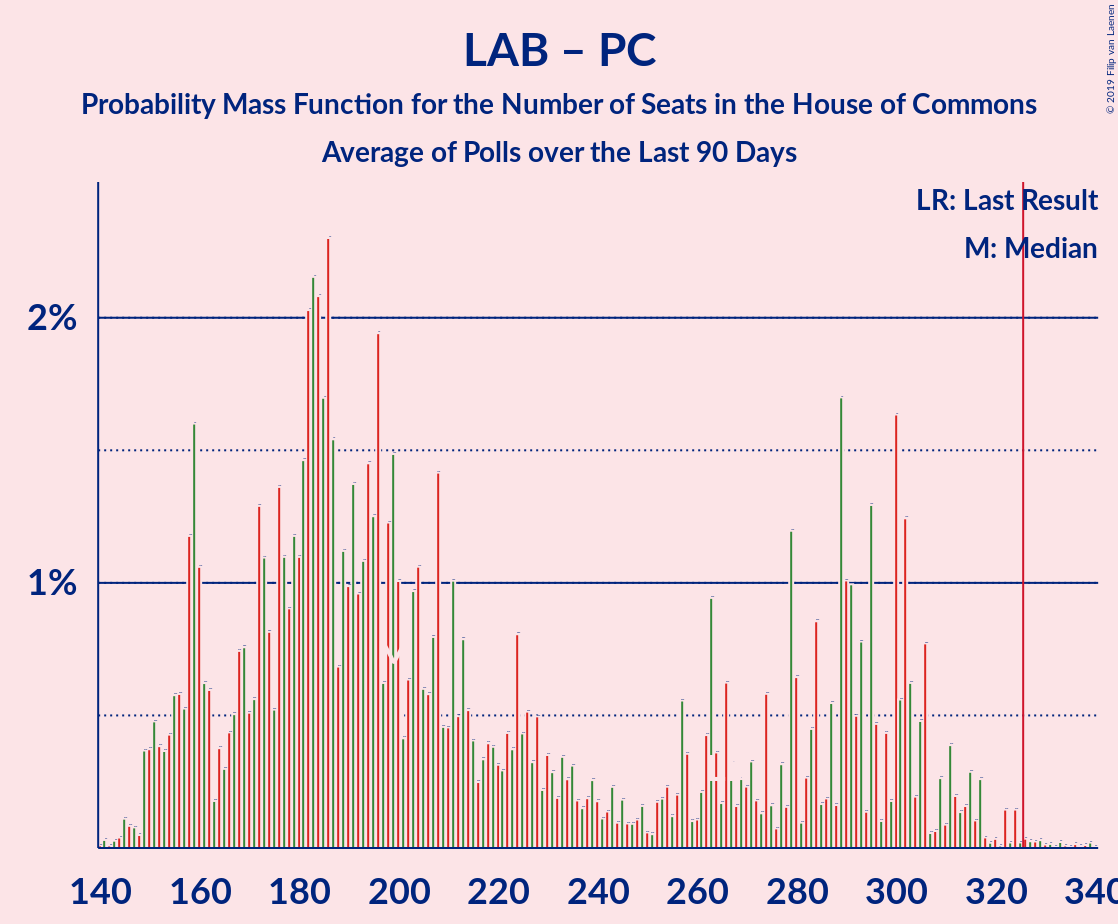 LAB – PC
Probability Mass Function for the Number of Seats in the House of Commons
Average of Polls over the Last 90 Days
© 2019 Filip van Laenen
LR: Last Result
M: Median
2%
1%
140 160 180 200 220 240 260 280 300 320 340